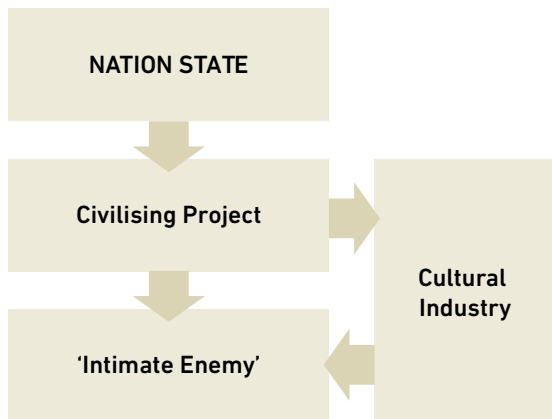 NATION STATE
Civilising Project
Cultural
Industry
‘Intimate Enemy’